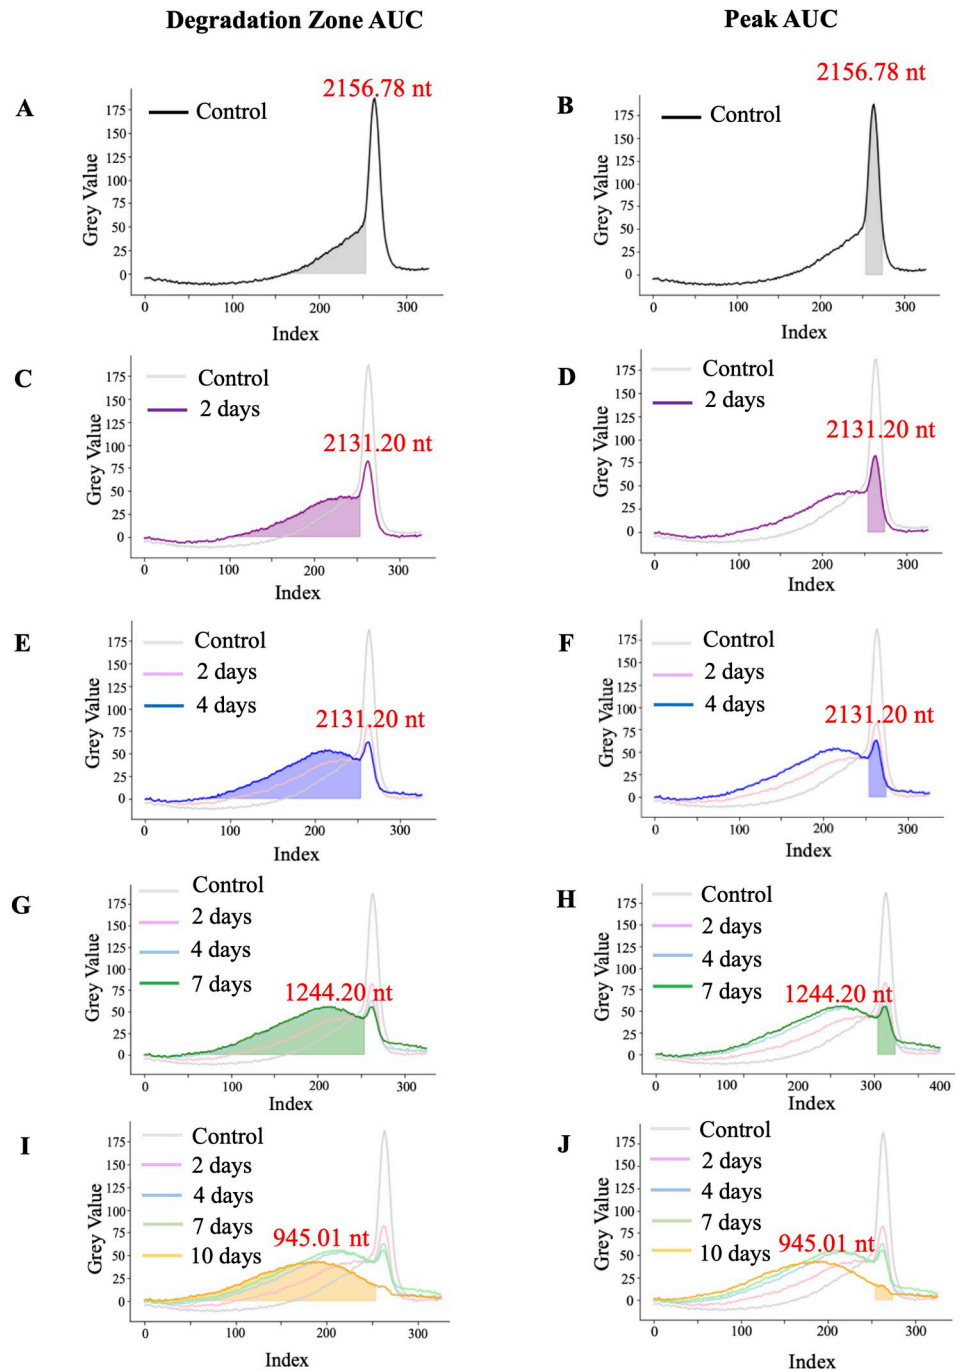 Degradation Zone AUC
Peak AUC
A
2156.78 nt
Control
Grey Value
175
150
125
100
75
50
25
0
0
100
200
300
Index
B
2156.78 nt
Control
Grey Value
175
150
125
100
75
50
25
0
0
100
200
300
Index
C
Control
2 days
2131.20 nt
Grey Value
175
150
125
100
75
50
25
0
0
100
200
300
Index
D
Control
2 days
2131.20 nt
Grey Value
175
150
125
100
75
50
25
0
0
100
200
300
Index
E
Control
2 days
4 days
2131.20 nt
Grey Value
175
150
125
100
75
50
25
0
0
100
200
300
Index
F
Control
2 days
4 days
2131.20 nt
Grey Value
175
150
125
100
75
50
25
0
0
100
200
300
Index
G
Control
2 days
4 days
7 days
1244.20 nt
Grey Value
175
150
125
100
75
50
25
0
0
100
200
300
Index
H
Control
2 days
4 days
7 days
1244.20 nt
Grey Value
175
150
125
100
75
50
25
0
0
100
200
300
400
Index
I
Control
2 days
4 days
7 days
10 days
945.01 nt
Grey Value
175
150
125
100
75
50
25
0
0
100
200
300
Index
J
Control
2 days
4 days
7 days
10 days
945.01 nt
Grey Value
175
150
125
100
75
50
25
0
0
100
200
300
Index